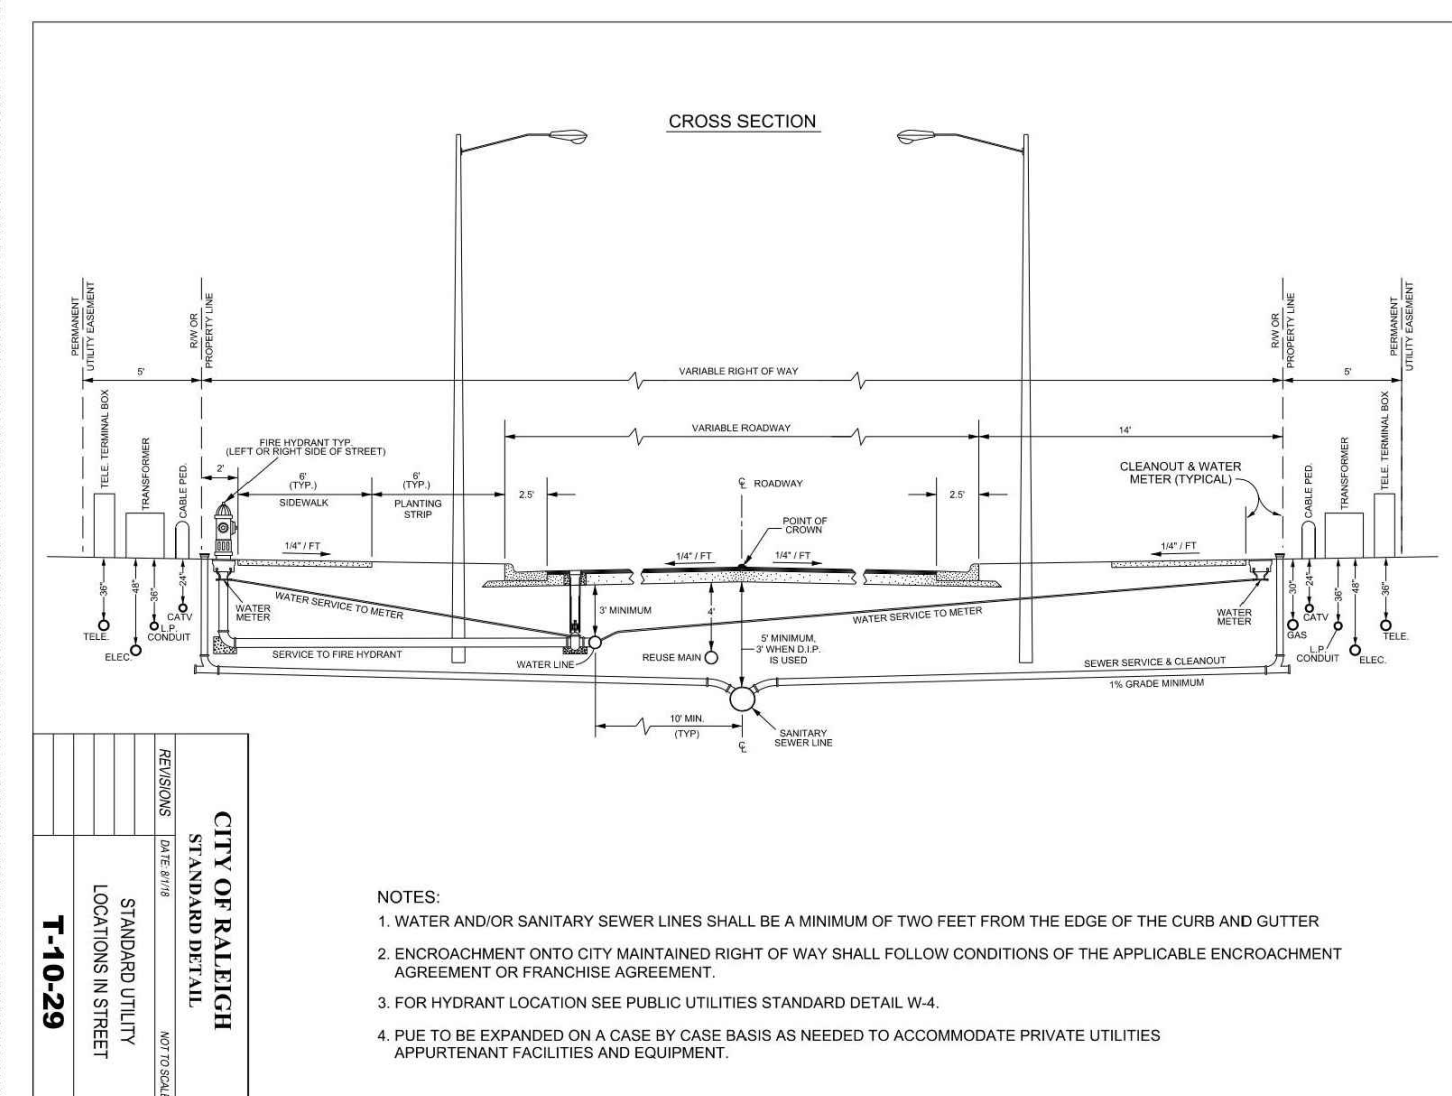 CROSS SECTION
PERMANENT
UTILITY EASEMENT
R/W OR
PROPERTY LINE
R/W OR
PROPERTY LINE
PERMANENT
UTILITY EASEMENT
5'
VARIABLE RIGHT OF WAY
5'
TELE. TERMINAL BOX
TRANSFORMER
CABLE PED.
FIRE HYDRANT TYP.
(LEFT OR RIGHT SIDE OF STREET)
VARIABLE ROADWAY
14'
2'
6'
(TYP.)
SIDEWALK
6'
(TYP.)
PLANTING
STRIP
2.5'
℄ ROADWAY
2.5'
CLEANOUT & WATER
METER (TYPICAL)
CABLE PED.
TRANSFORMER
TELE. TERMINAL BOX
POINT OF
CROWN
1/4" / FT
1/4" / FT
1/4" / FT
1/4" / FT
36"
48"
36"
24"
TELE.
ELEC.
L.P.
CONDUIT
CATV
WATER
METER
WATER SERVICE TO METER
SERVICE TO FIRE HYDRANT
WATER LINE
3' MINIMUM
4'
REUSE MAIN
5' MINIMUM,
3' WHEN D.I.P.
IS USED
WATER SERVICE TO METER
WATER
METER
SEWER SERVICE & CLEANOUT
1% GRADE MINIMUM
30"
24"
36"
48"
36"
GAS
CATV
L.P.
CONDUIT
ELEC.
TELE.
10' MIN.
(TYP)
℄
SANITARY
SEWER LINE
CITY OF RALEIGH
STANDARD DETAIL
REVISIONS
DATE: 8/1/18
NOT TO SCALE
STANDARD UTILITY
LOCATIONS IN STREET
T-10-29
NOTES:
1. WATER AND/OR SANITARY SEWER LINES SHALL BE A MINIMUM OF TWO FEET FROM THE EDGE OF THE CURB AND GUTTER
2. ENCROACHMENT ONTO CITY MAINTAINED RIGHT OF WAY SHALL FOLLOW CONDITIONS OF THE APPLICABLE ENCROACHMENT
AGREEMENT OR FRANCHISE AGREEMENT.
3. FOR HYDRANT LOCATION SEE PUBLIC UTILITIES STANDARD DETAIL W-4.
4. PUE TO BE EXPANDED ON A CASE BY CASE BASIS AS NEEDED TO ACCOMMODATE PRIVATE UTILITIES
APPURTENANT FACILITIES AND EQUIPMENT.